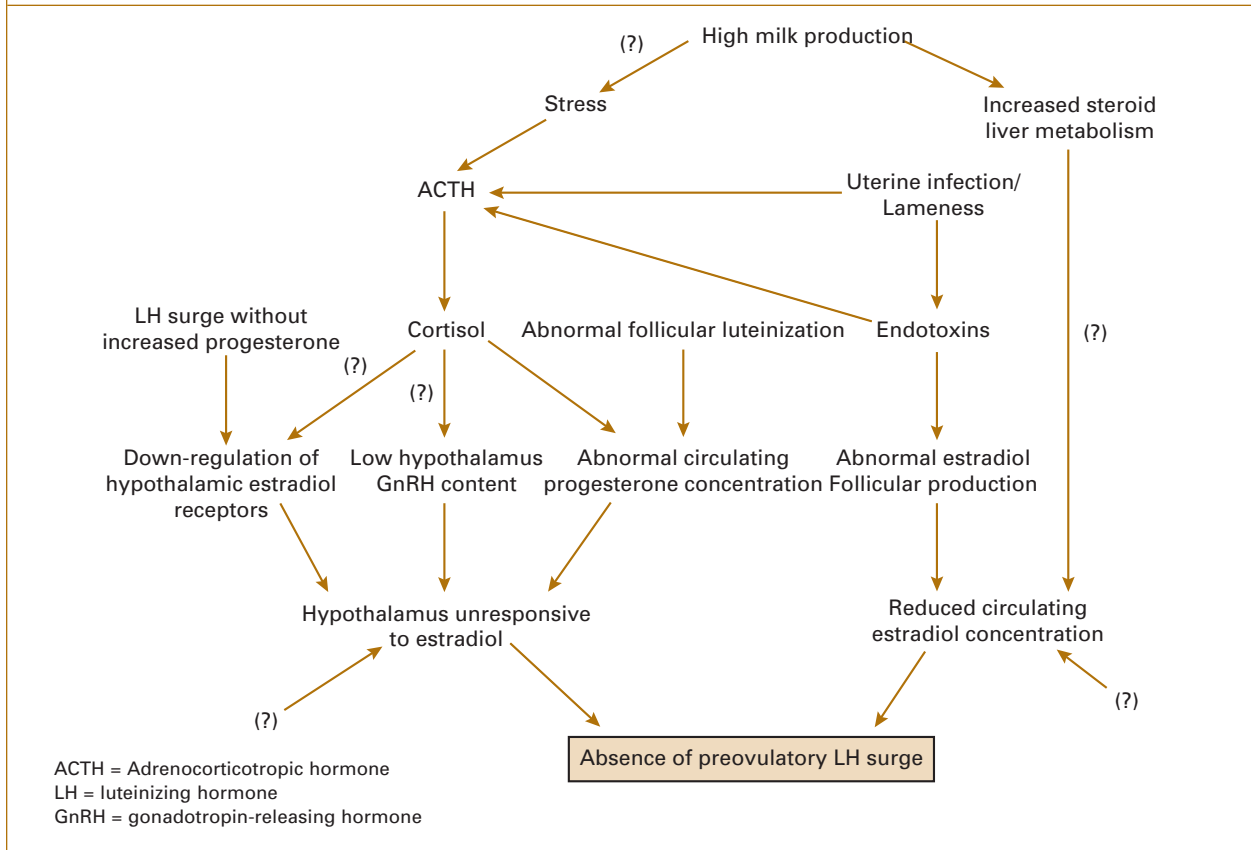 (?)
High milk production
Stress
Increased steroid
liver metabolism
ACTH
Uterine infection/
Lameness
LH surge without
increased progesterone
Cortisol
Abnormal follicular luteinization
Endotoxins
(?)
(?)
(?)
Down-regulation of
hypothalamic estradiol
receptors
Low hypothalamus
GnRH content
Abnormal circulating
progesterone concentration
Abnormal estradiol
Follicular production
Hypothalamus unresponsive
to estradiol
Reduced circulating
estradiol concentration
(?)
(?)
Absence of preovulatory LH surge
ACTH = Adrenocorticotropic hormone
LH = luteinizing hormone
GnRH = gonadotropin-releasing hormone